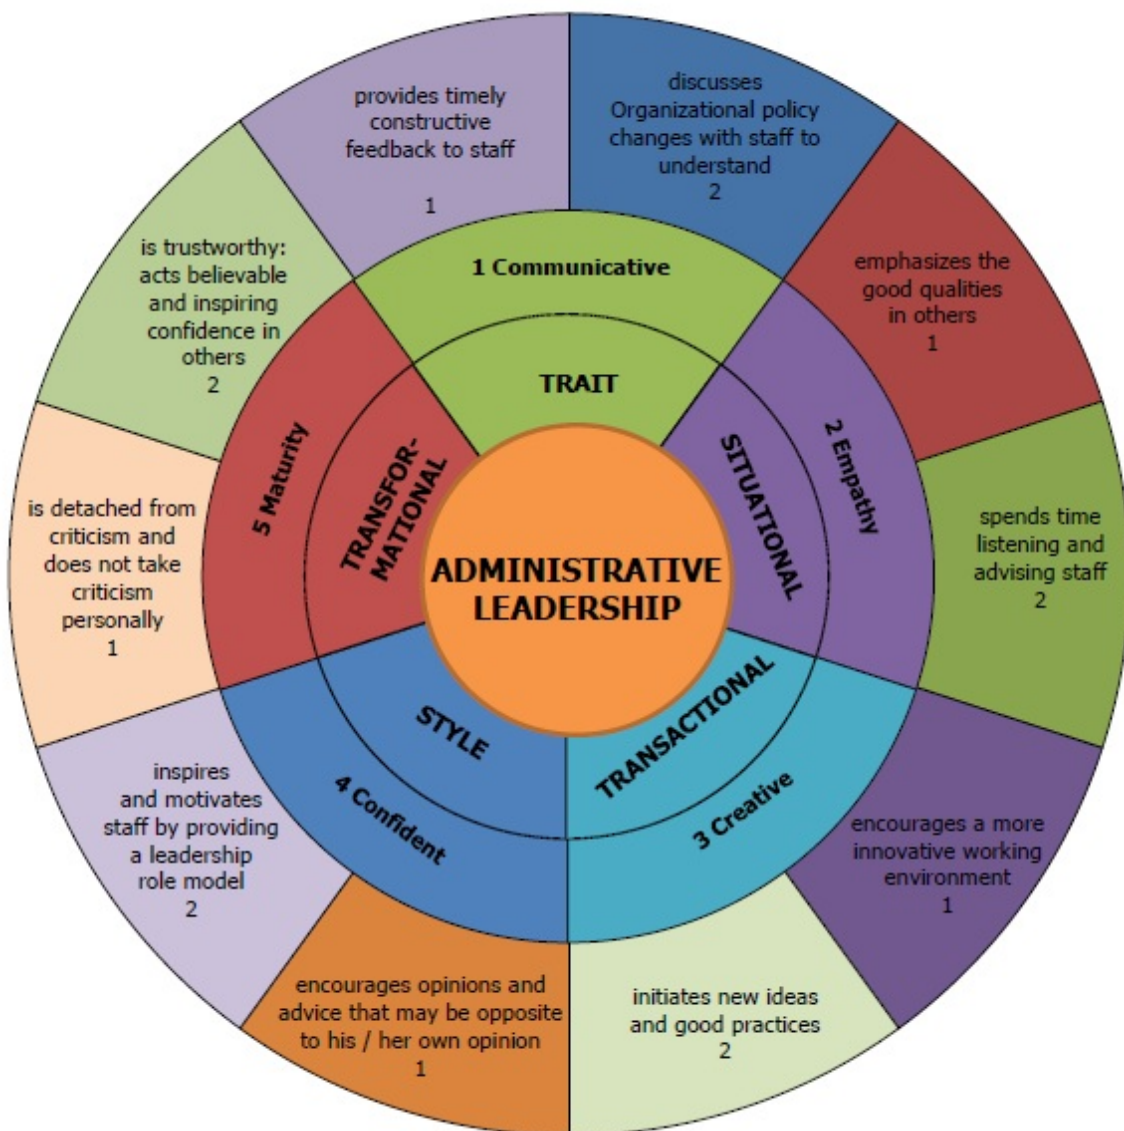 ADMINISTRATIVE
LEADERSHIP
TRAIT
1 Communicative
provides timely
constructive
feedback to staff
1
discusses
Organizational policy
changes with staff to
understand
2
SITUATIONAL
2 Empathy
emphasizes the
good qualities
in others
1
spends time
listening and
advising staff
2
TRANSACTIONAL
3 Creative
encourages a more
innovative working
environment
1
initiates new ideas
and good practices
2
STYLE
4 Confident
encourages opinions and
advice that may be opposite
to his / her own opinion
1
inspires
and motivates
staff by providing
a leadership
role model
2
TRANSFOR-
MATIONAL
5 Maturity
is detached from
criticism and
does not take
criticism
personally
1
is trustworthy:
acts believable
and inspiring
confidence in
others
2